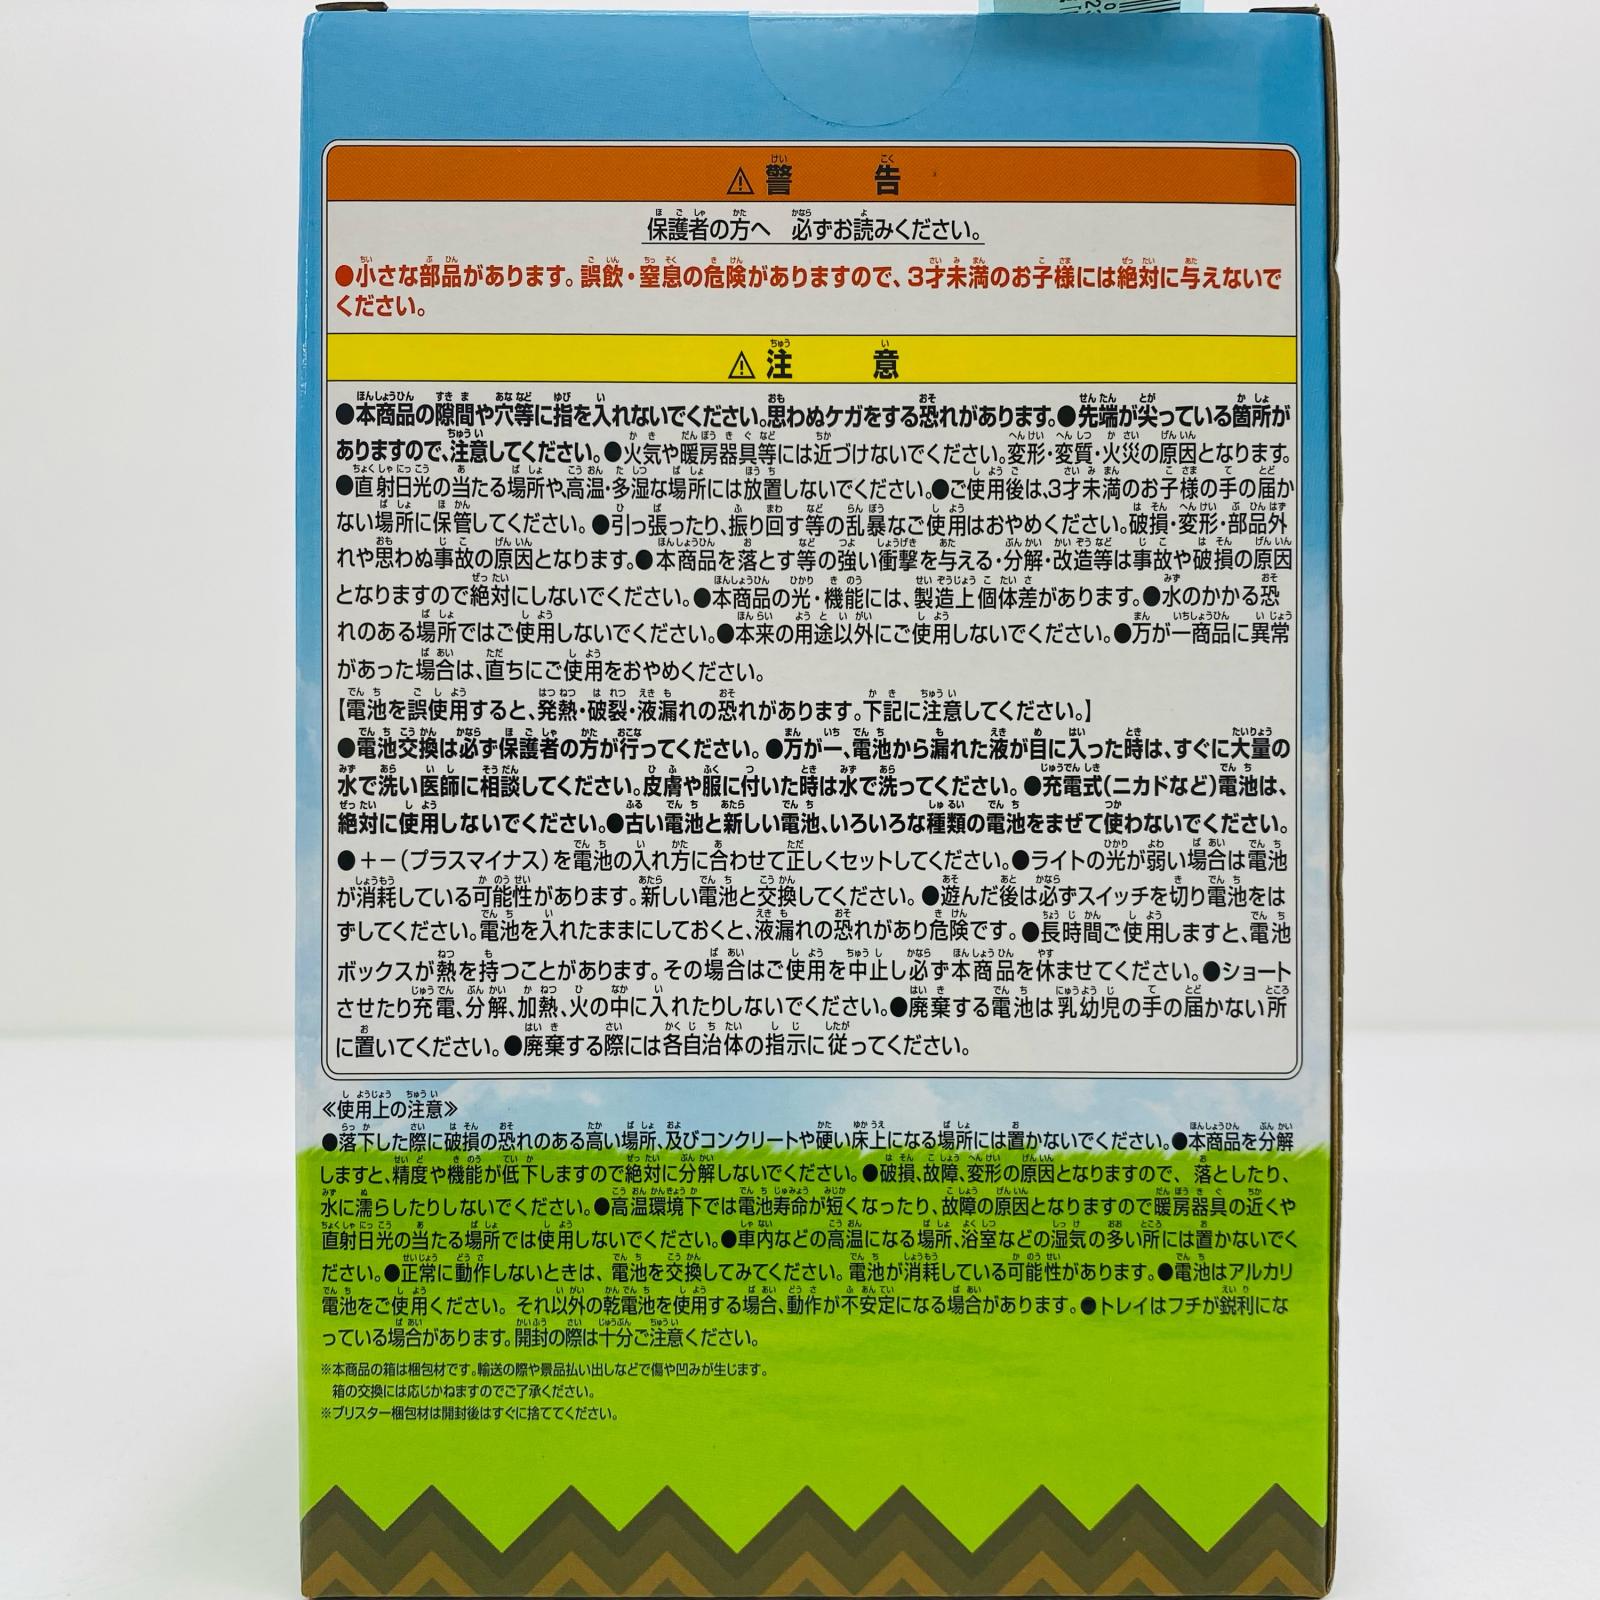 ⚠警告
保護者の方へ 必ずお読みください。
●小さな部品があります。誤飲・窒息の危険がありますので、3才未満のお子様には絶対に与えないで
ください。
⚠注意
●本商品の隙間や穴等に指を入れないでください。思わぬケガをする恐れがあります。●先端が尖っている箇所が
ありますので、注意してください。●火気や暖房器具等には近づけないでください。変形・変質・火災の原因となります。
●直射日光の当たる場所や、高温・多湿な場所には放置しないでください。●ご使用後は、3才未満のお子様の手の届か
ない場所に保管してください。●引っ張ったり、振り回す等の乱暴なご使用はおやめください。破損・変形・部品外
れや思わぬ事故の原因となります。●本商品を落とす等の強い衝撃を与える・分解・改造等は事故や破損の原因
となりますので絶対にしないでください。●本商品の光・機能には、製造上個体差があります。●水のかかる恐
れのある場所ではご使用しないでください。●本来の用途以外にご使用しないでください。●万が一商品に異常
があった場合は、直ちにご使用をおやめください。
【電池を誤使用すると、発熱・破裂・液漏れの恐れがあります。下記に注意してください。】
●電池交換は必ず保護者の方が行ってください。●万が一、電池から漏れた液が目に入った時は、すぐに大量の
水で洗い医師に相談してください。皮膚や服に付いた時は水で洗ってください。●充電式(ニカドなど)電池は、
絶対に使用しないでください。●古い電池と新しい電池、いろいろな種類の電池をまぜて使わないでください。
●＋－(プラスマイナス)を電池の入れ方に合わせて正しくセットしてください。●ライトの光が弱い場合は電池
が消耗している可能性があります。新しい電池と交換してください。●遊んだ後は必ずスイッチを切り電池をは
ずしてください。電池を入れたままにしておくと、液漏れの恐れがあり危険です。●長時間ご使用しますと、電池
ボックスが熱を持つことがあります。その場合はご使用を中止し必ず本商品を休ませてください。●ショート
させたり充電、分解、加熱、火の中に入れたりしないでください。●廃棄する電池は乳幼児の手の届かない所
に置いてください。●廃棄する際には各自治体の指示に従ってください。
≪使用上の注意≫
●落下した際に破損の恐れのある高い場所、及びコンクリートや硬い床上になる場所には置かないでください。●本商品を分解
しますと、精度や機能が低下しますので絶対に分解しないでください。●破損、故障、変形の原因となりますので、落としたり、
水に濡らしたりしないでください。●高温環境下では電池寿命が短くなったり、故障の原因となりますので暖房器具の近くや
直射日光の当たる場所では使用しないでください。●車内などの高温になる場所、浴室などの湿気の多い所には置かないでく
ださい。●正常に動作しないときは、電池を交換してみてください。電池が消耗している可能性があります。●電池はアルカリ
電池をご使用ください。それ以外の乾電池を使用する場合、動作が不安定になる場合があります。●トレイはフチが鋭利にな
っている場合があります。開封の際は十分ご注意ください。
※本商品の箱は梱包材です。輸送の際や景品払い出しなどで傷や凹みが生じます。
箱の交換には応じかねますのでご了承ください。
※ブリスター梱包材は開封後はすぐに捨ててください。